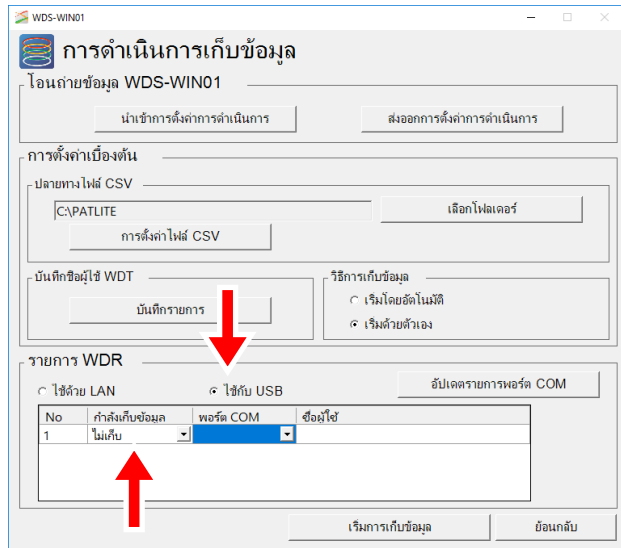 WDS-WIN01
การดำเนินการเก็บข้อมูล
โอนถ่ายข้อมูล WDS-WIN01
นำเข้าการตั้งค่าการดำเนินการ ส่งออกการตั้งค่าการดำเนินการ
การตั้งค่าเบื้องต้น
ปลายทางไฟล์ CSV
C:\PATLITE เลือกโฟลเดอร์
การตั้งค่าไฟล์ CSV
บันทึกชื่อผู้ใช้ WDT วิธีการเก็บข้อมูล
เริ่มโดยอัตโนมัติ
บันทึกรายการ
เริ่มด้วยตัวเอง
รายการ WDR
ใช้ด้วย LAN ใช้กับ USB อัปเดตรายการพอร์ต COM
No กำลังเก็บข้อมูล พอร์ต COM ชื่อผู้ใช้
1 ไม่เก็บ
เริ่มการเก็บข้อมูล ย้อนกลับ